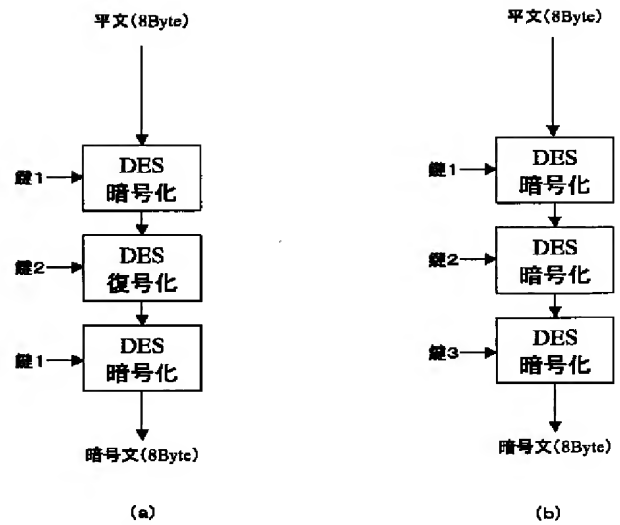 平文(8Byte)
鍵1
DES
暗号化
鍵2
DES
復号化
鍵1
DES
暗号化
暗号文(8Byte)
(a)
平文(8Byte)
鍵1
DES
暗号化
鍵2
DES
暗号化
鍵3
DES
暗号化
暗号文(8Byte)
(b)